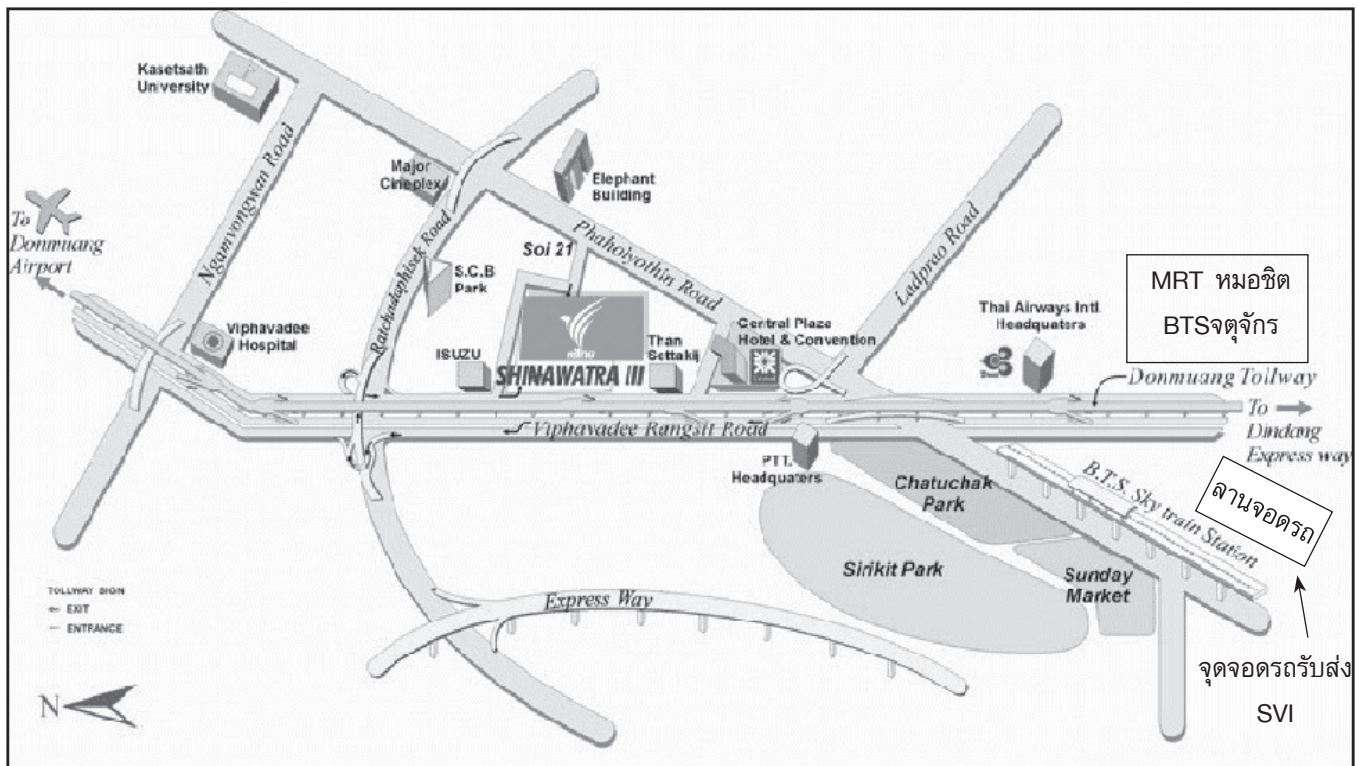 Kasetsath
University
Ngamvongwan Road
To
Donmuang
Airport
Viphavadee
Hospital
Major
Cineplex
Ratchadaphisek Road
S.C.B
Park
Elephant
Building
Soi 21
Phaholyothin Road
ISUZU
SHINAWATRA III
Than
Settakij
Central Plaza
Hotel & Convention
Ladprao Road
Thai Airways Intl.
Headquaters
MRT หมอชิต
BTSจตุจักร
Donmuang Tollway
To
Dindang
Express way
Viphavadee Rangsit Road
PTT.
Headquaters
Chatuchak
Park
B.T.S. Sky train Station
ลานจอดรถ
Sirikit Park
Sunday
Market
Express Way
TOLLWAY SIGN
EXIT
ENTRANCE
N
จุดจอดรถรับส่ง
SVI